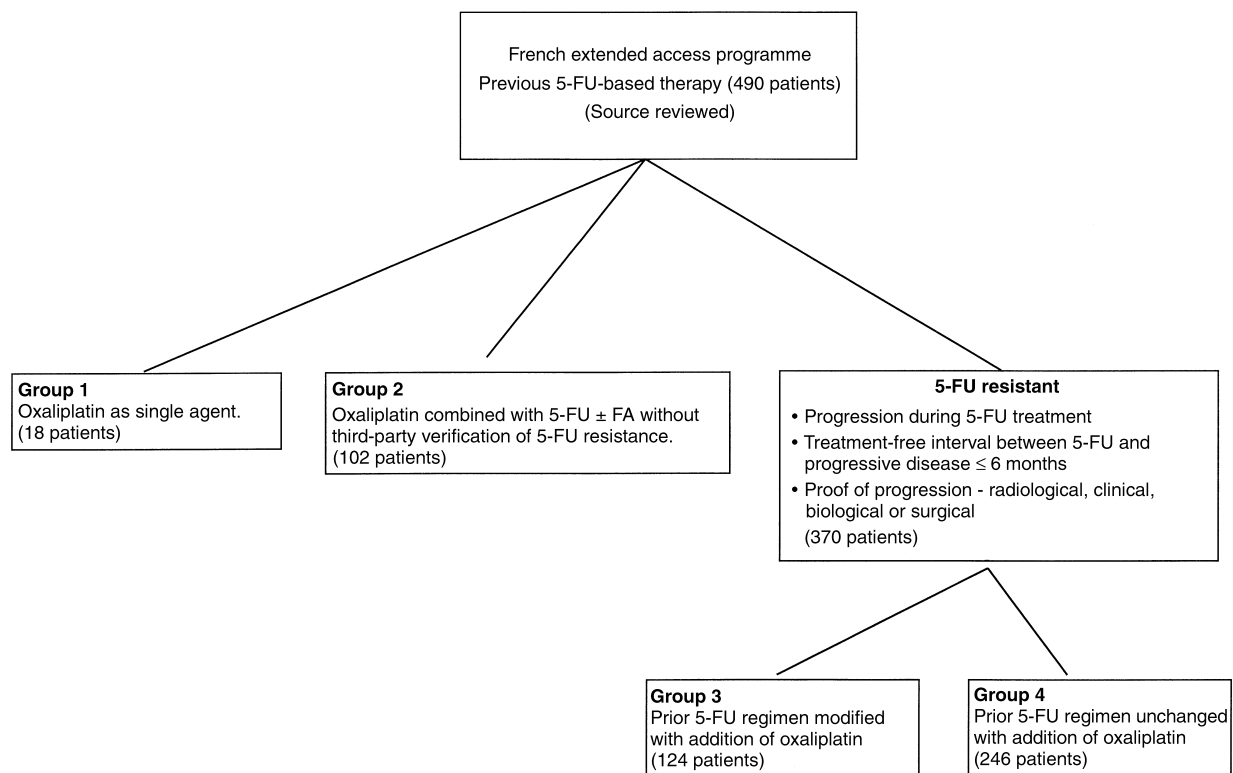 French extended access programme
Previous 5-FU-based therapy (490 patients)
(Source reviewed)
Group 1
Oxaliplatin as single agent.
(18 patients)
Group 2
Oxaliplatin combined with 5-FU ± FA without
third-party verification of 5-FU resistance.
(102 patients)
5-FU resistant
• Progression during 5-FU treatment
• Treatment-free interval between 5-FU and
progressive disease ≤ 6 months
• Proof of progression - radiological, clinical,
biological or surgical
(370 patients)
Group 3
Prior 5-FU regimen modified
with addition of oxaliplatin
(124 patients)
Group 4
Prior 5-FU regimen unchanged
with addition of oxaliplatin
(246 patients)